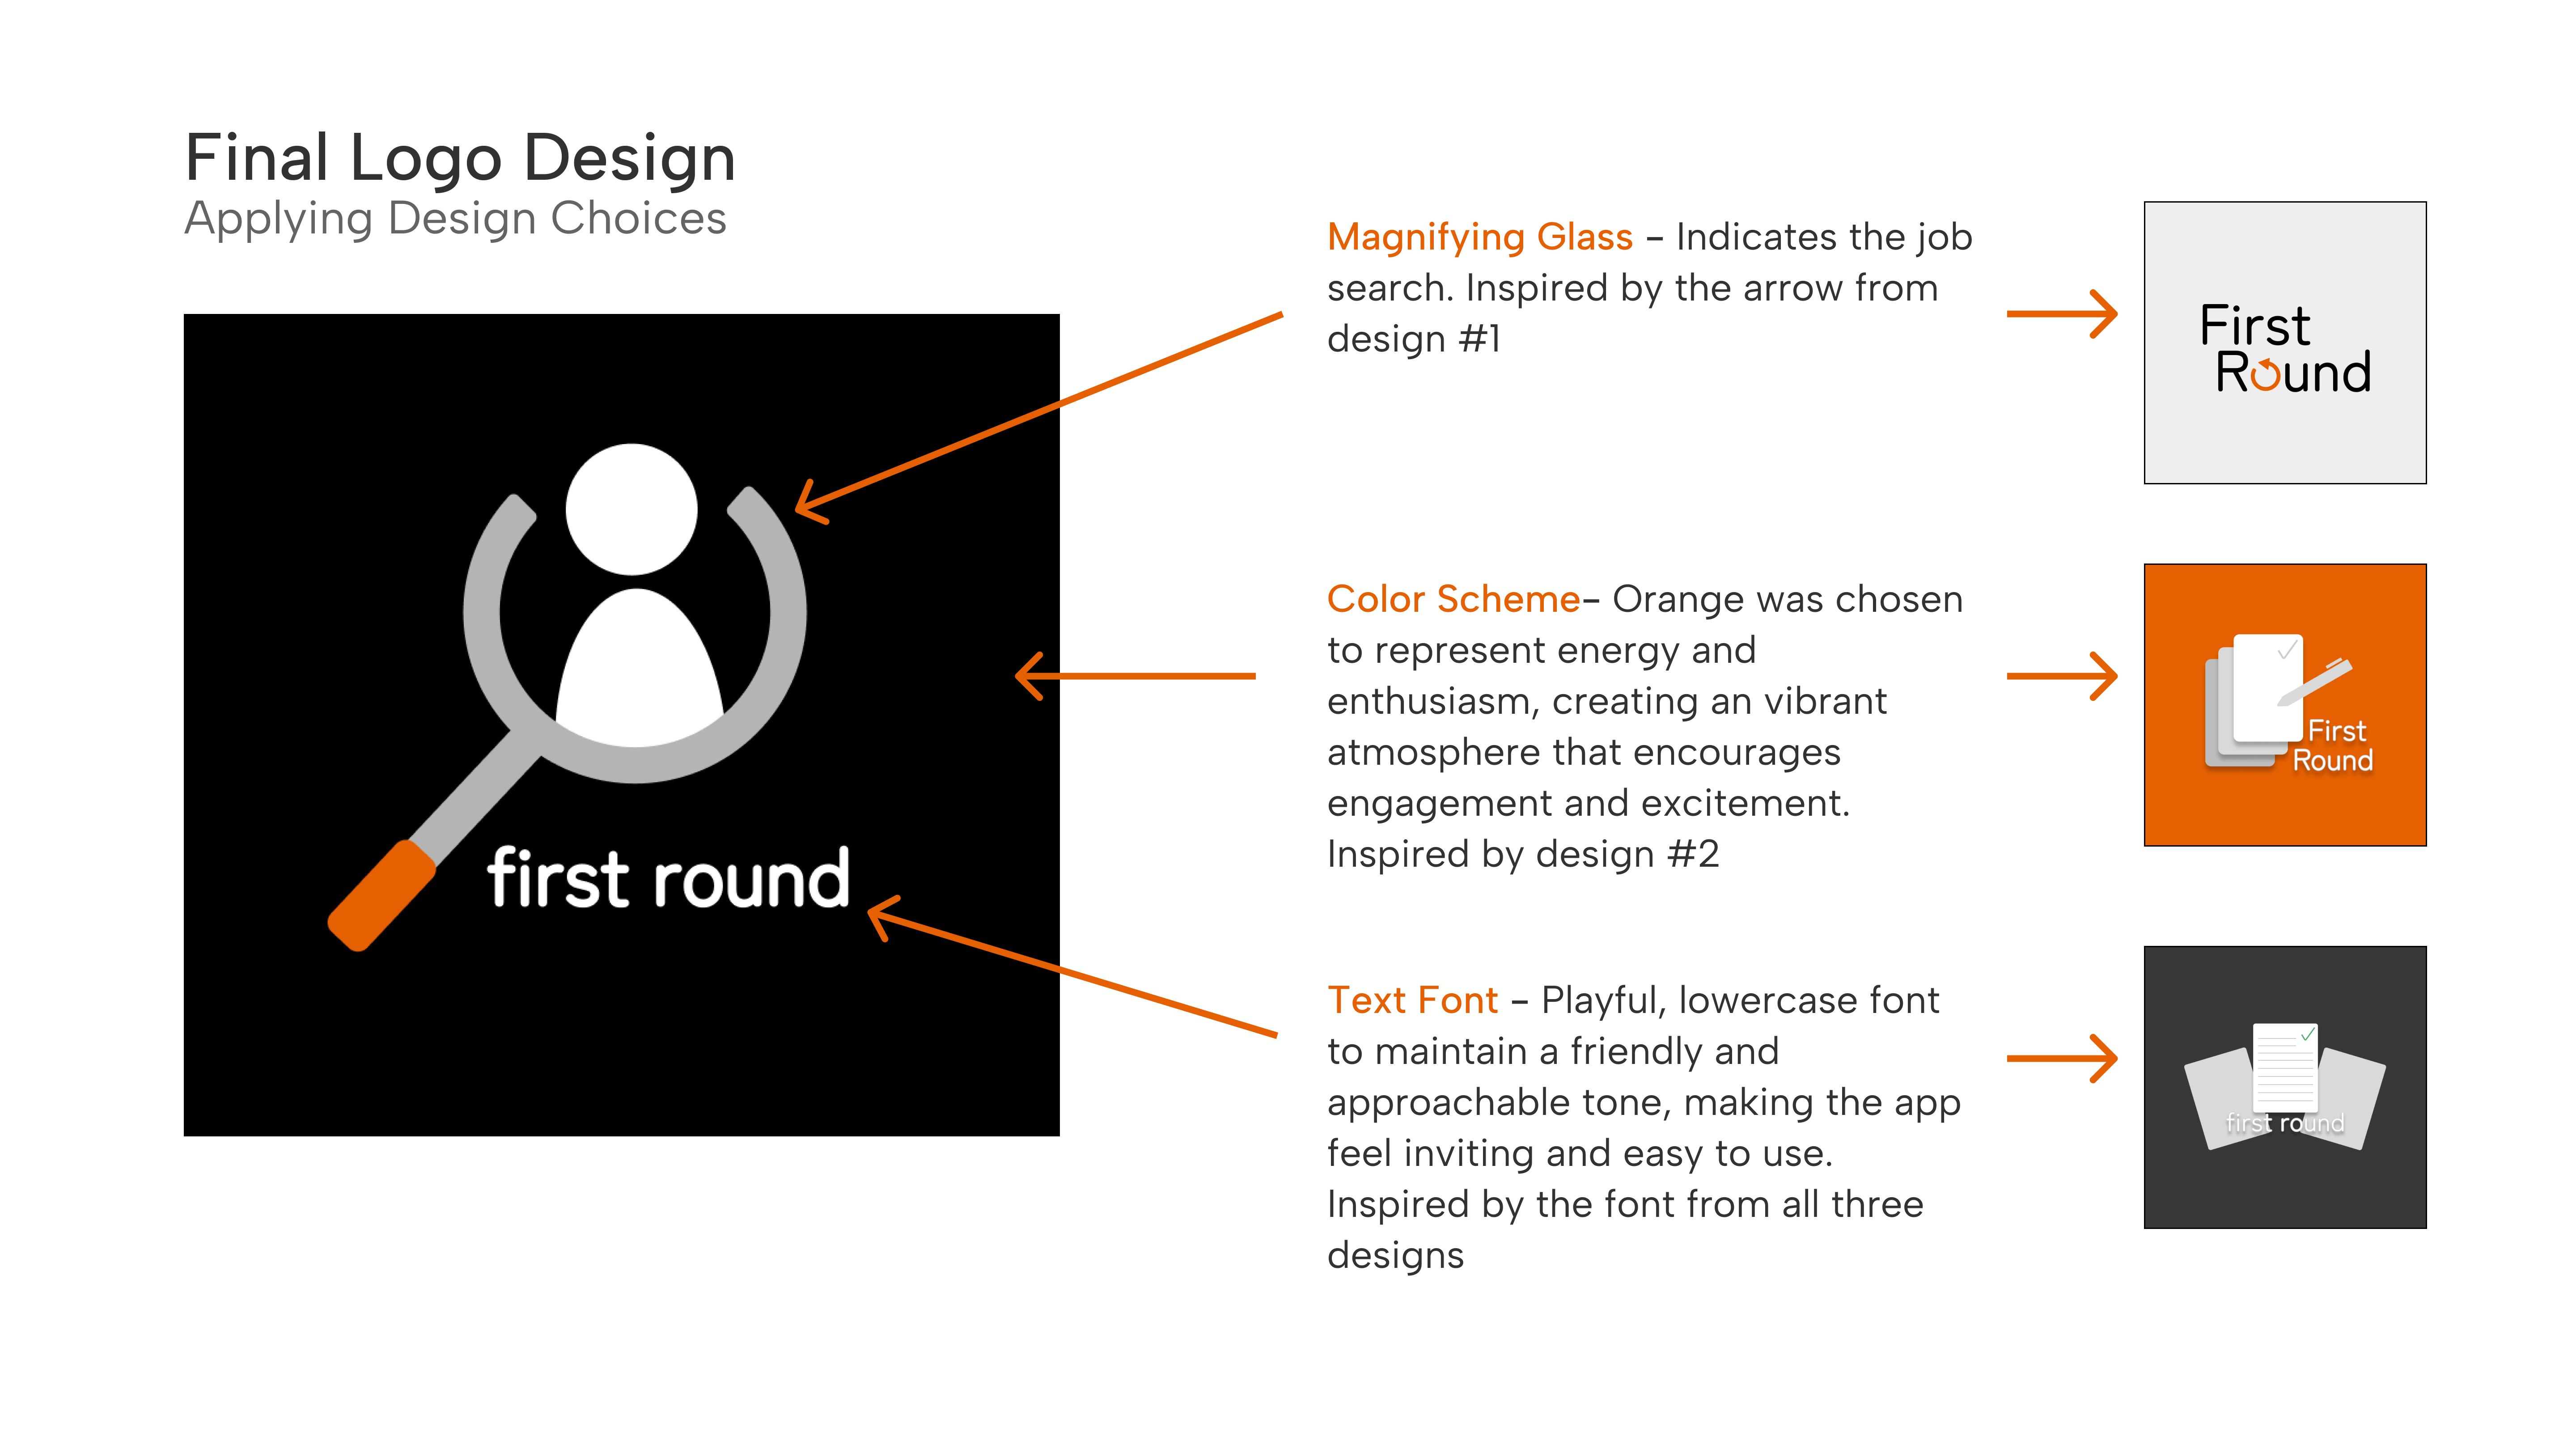 Final Logo Design
Applying Design Choices
first round
Magnifying Glass - Indicates the job
search. Inspired by the arrow from
design #1
Color Scheme- Orange was chosen
to represent energy and
enthusiasm, creating an vibrant
atmosphere that encourages
engagement and excitement.
Inspired by design #2
Text Font - Playful, lowercase font
to maintain a friendly and
approachable tone, making the app
feel inviting and easy to use.
Inspired by the font from all three
designs
First
Round
First
Round
first round